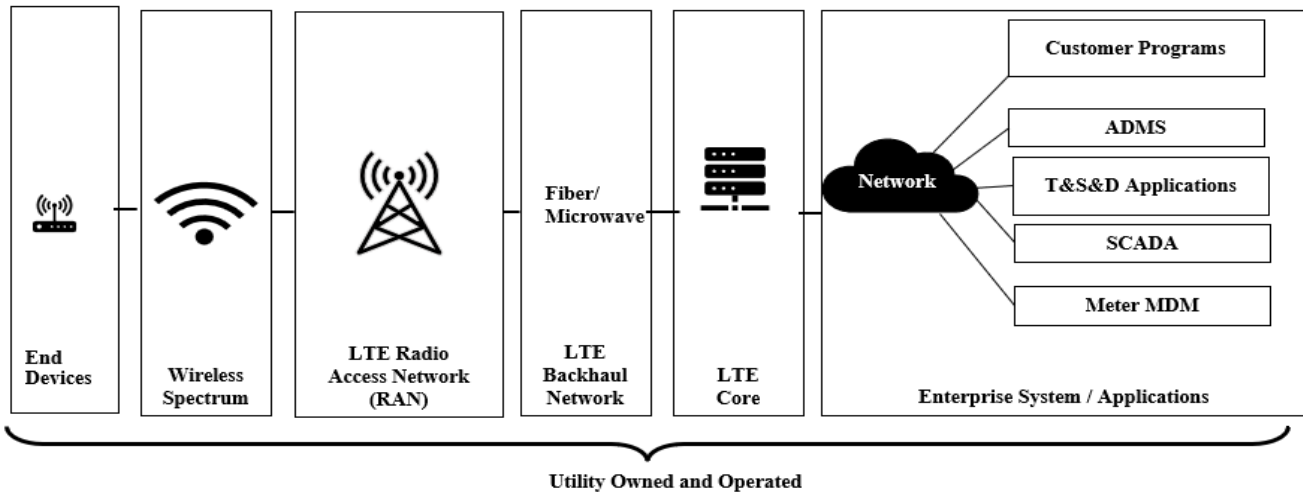 End
Devices
Wireless
Spectrum
LTE Radio
Access Network
(RAN)
Fiber/
Microwave
LTE
Backhaul
Network
LTE
Core
Network
Customer Programs
ADMS
T&S&D Applications
SCADA
Meter MDM
Enterprise System / Applications
Utility Owned and Operated